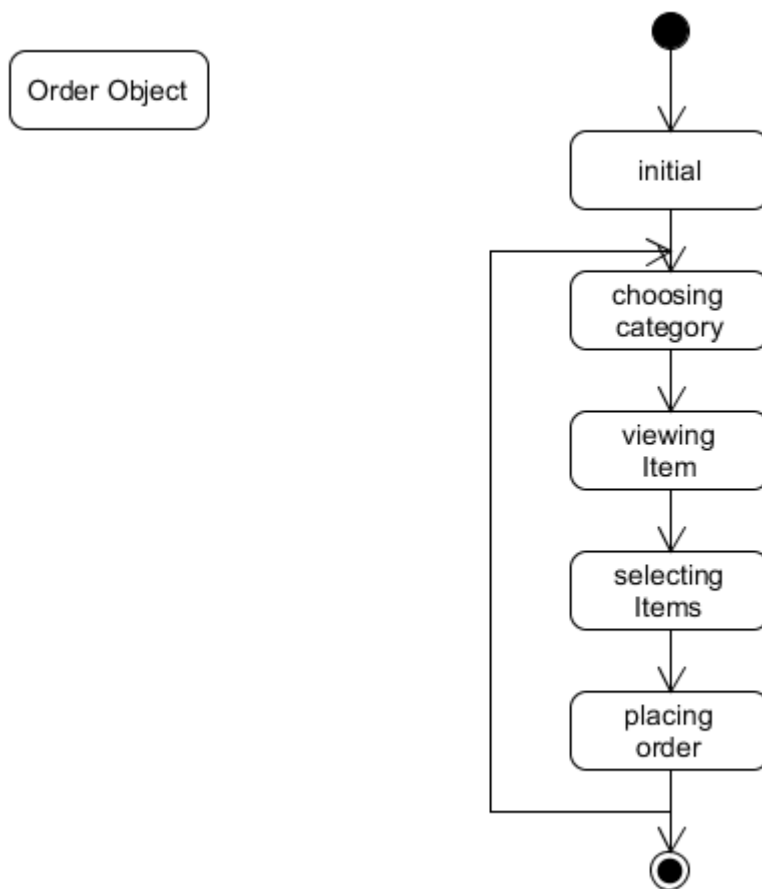 Order Object
initial
choosing
category
viewing
Item
selecting
Items
placing
order